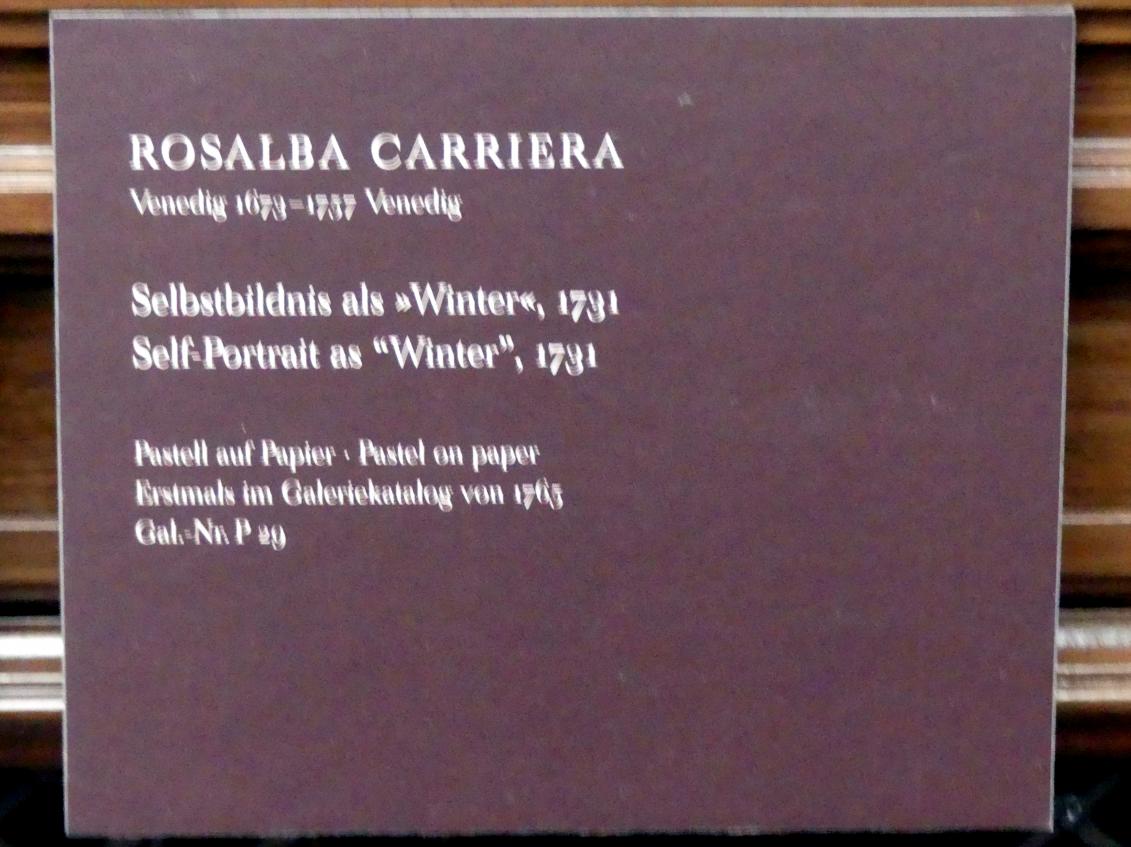 ROSALBA CARRIERA
Venedig 1673–1757 Venedig
Selbstbildnis als »Winter«, 1731
Self-Portrait as “Winter”, 1731
Pastell auf Papier · Pastel on paper
Erstmals im Galeriekatalog von 1765
Gal.-Nr. P 29